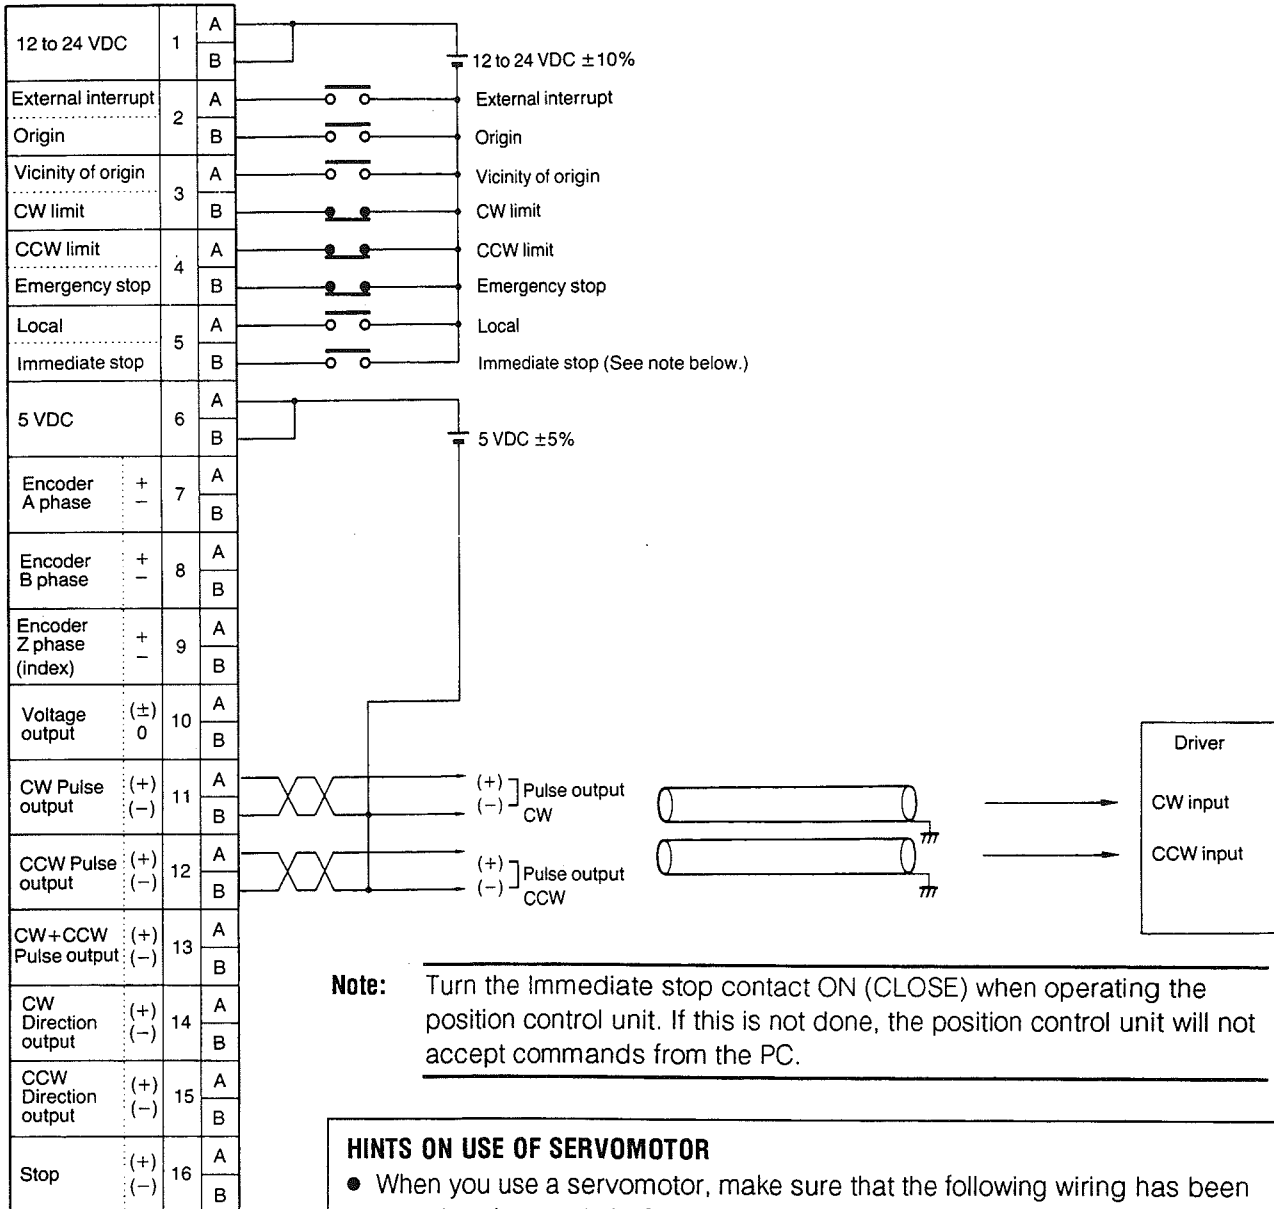 12 to 24 VDC 1 A
B
12 to 24 VDC ±10%
External interrupt 2 A External interrupt
Origin B Origin
Vicinity of origin 3 A Vicinity of origin
CW limit B CW limit
CCW limit 4 A CCW limit
Emergency stop B Emergency stop
Local 5 A Local
Immediate stop B Immediate stop (See note below.)
5 VDC 6 A
B 5 VDC ±5%
Encoder + 7 A
A phase − B
Encoder + 8 A
B phase − B
Encoder A
Z phase + 9
(index) − B
Voltage (±) 10 A
output 0 B
CW Pulse (+) 11 A
output (−) B
(+) Pulse output
(−) CW
CCW Pulse (+) 12 A
output (−) B
(+) Pulse output
(−) CCW
Driver
CW input
CCW input
CW+CCW (+) 13 A
Pulse output (−) B
CW
Direction (+) 14 A
output (−) B
CCW
Direction (+) 15 A
output (−) B
Stop (+) 16 A
(−) B
Note: Turn the Immediate stop contact ON (CLOSE) when operating the
position control unit. If this is not done, the position control unit will not
accept commands from the PC.
HINTS ON USE OF SERVOMOTOR
● When you use a servomotor, make sure that the following wiring has been